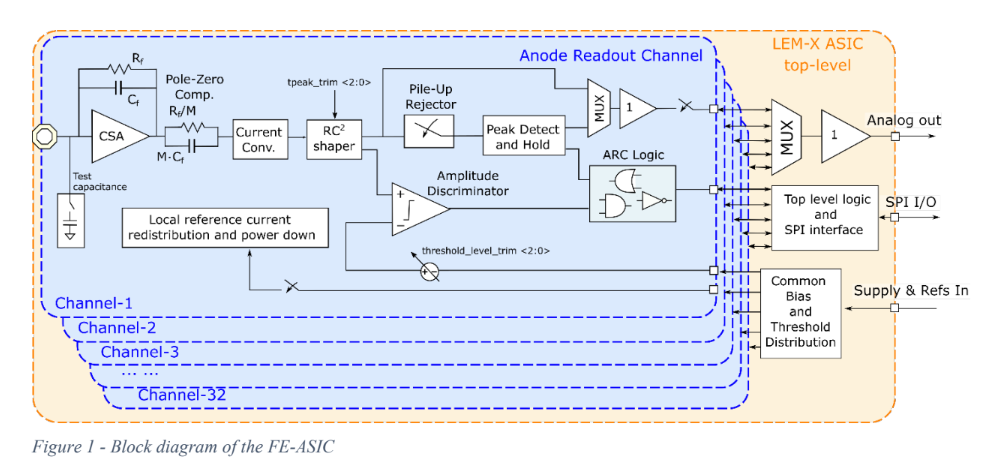 LEM-X ASIC
top-level
Anode Readout Channel
Rf
Cf
Pole-Zero
Comp.
Rf/M
M·Cf
CSA
Current
Conv.
tpeak_trim <2:0>
RC²
shaper
Pile-Up
Rejector
Peak Detect
and Hold
MUX
1
ARC Logic
Test
capacitance
Amplitude
Discriminator
+
−
Local reference current
redistribution and power down
threshold_level_trim <2:0>
+-
MUX
1
Analog out
Top level logic
and
SPI interface
SPI I/O
Common
Bias
and
Threshold
Distribution
Supply & Refs In
Channel-1
Channel-2
Channel-3
... ...
Channel-32
Figure 1 - Block diagram of the FE-ASIC